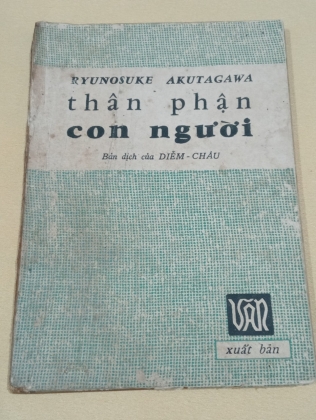 RYUNOSUKE AKUTAGAWA
thân phận
con người
Bản dịch của DIỄM-CHÂU
VĂN
xuất bản